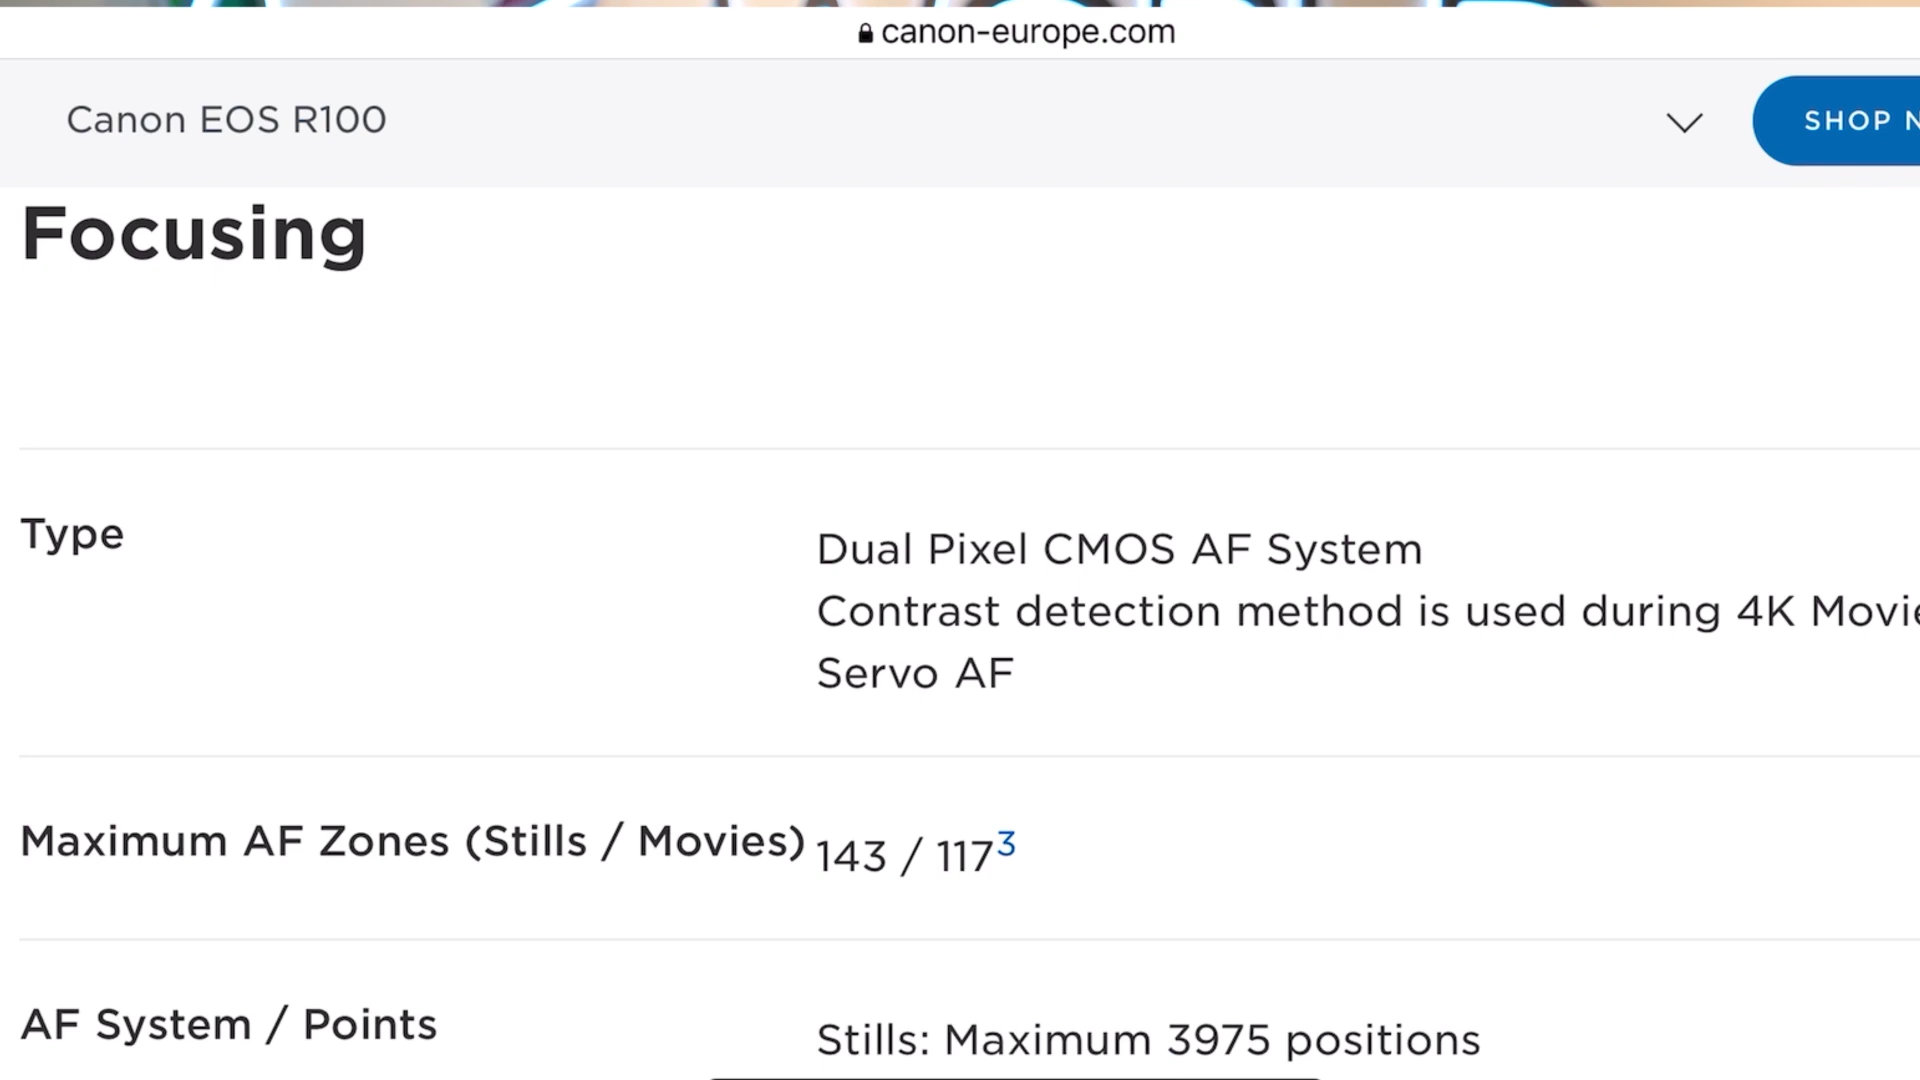 canon-europe.com
Canon EOS R100
SHOP N
Focusing
Type
Dual Pixel CMOS AF System
Contrast detection method is used during 4K Movie
Servo AF
Maximum AF Zones (Stills / Movies) 143 / 117³
AF System / Points
Stills: Maximum 3975 positions